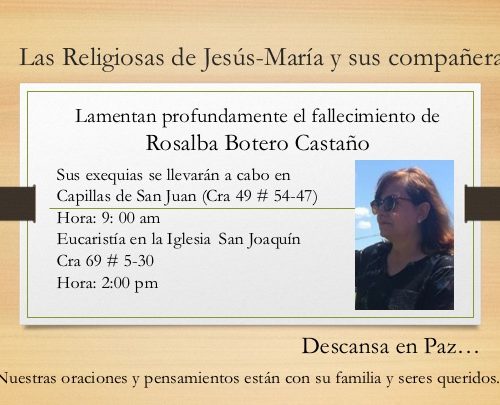 Las Religiosas de Jesús-María y sus compañera
Lamentan profundamente el fallecimiento de
Rosalba Botero Castaño
Sus exequias se llevarán a cabo en
Capillas de San Juan (Cra 49 # 54-47)
Hora: 9: 00 am
Eucaristía en la Iglesia San Joaquín
Cra 69 # 5-30
Hora: 2:00 pm
Descansa en Paz…
Nuestras oraciones y pensamientos están con su familia y seres queridos.